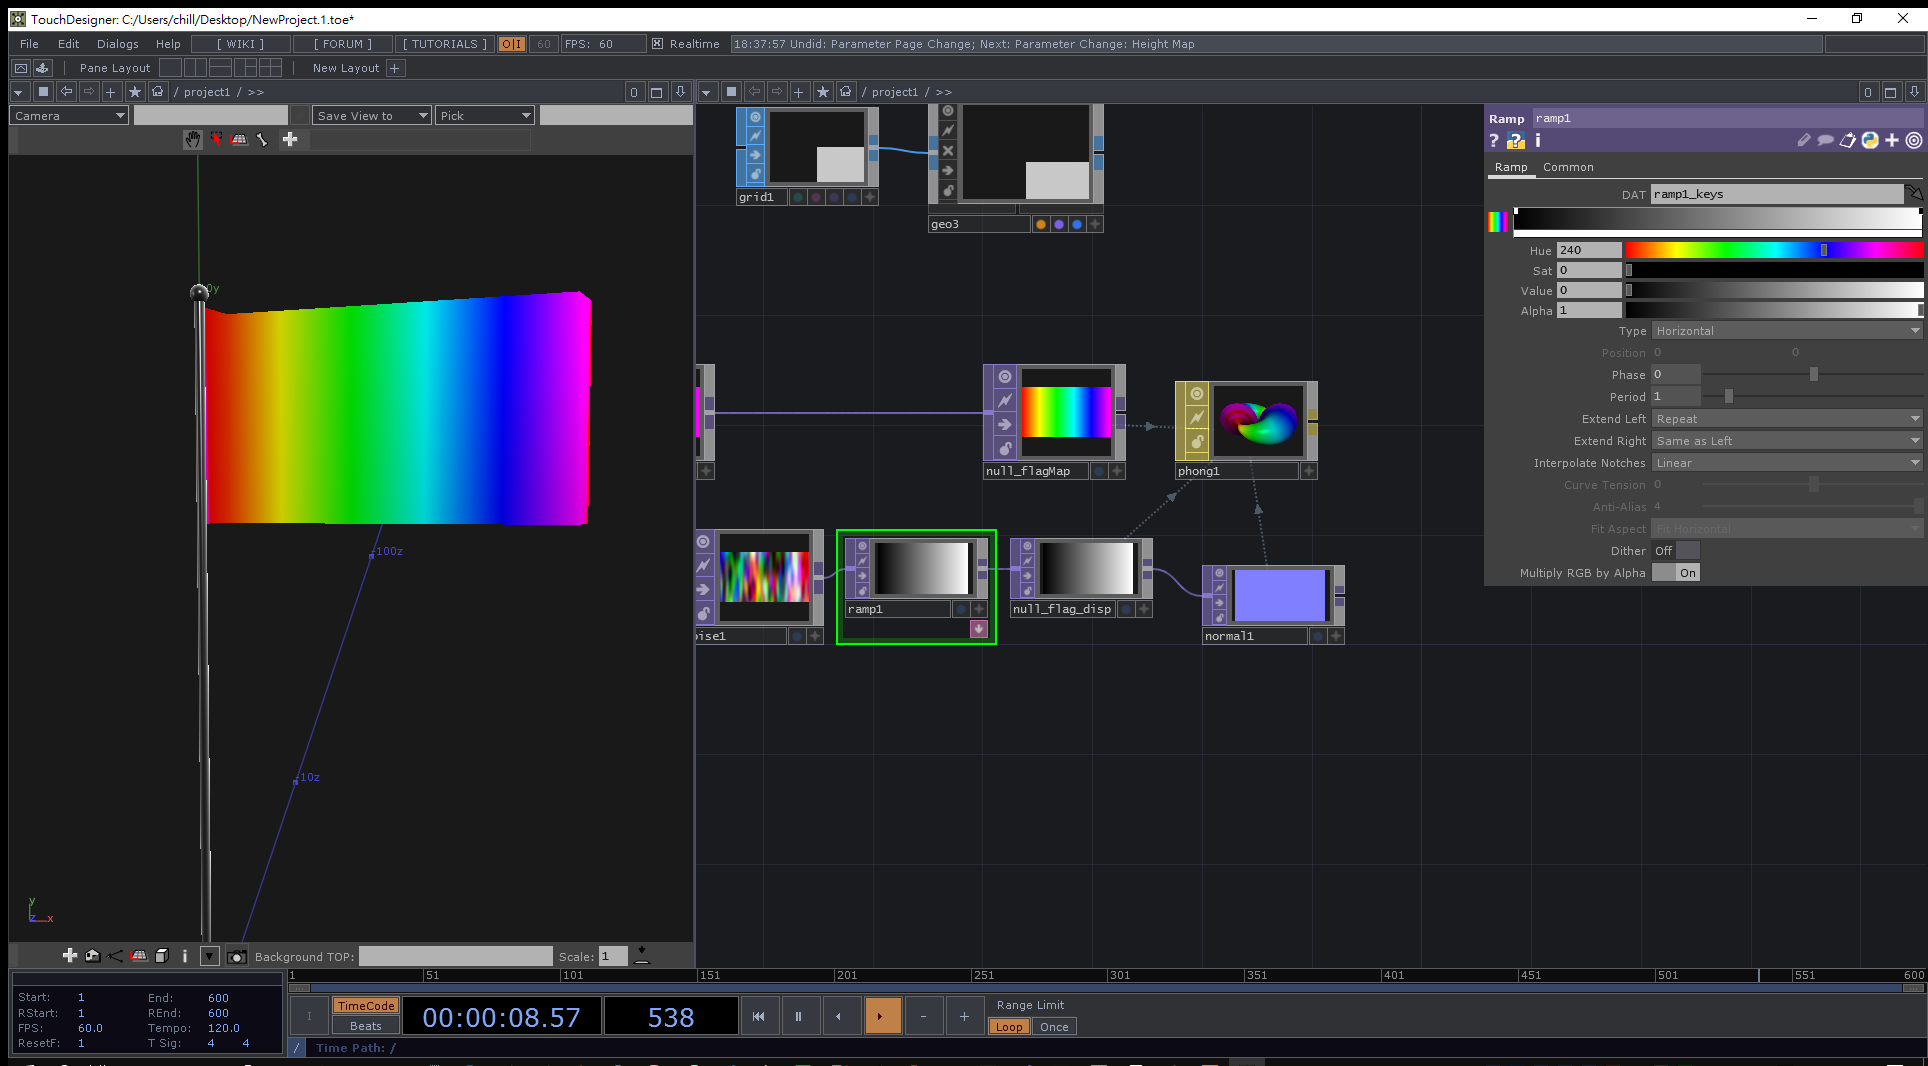 TouchDesigner: C:/Users/chill/Desktop/NewProject.1.toe*
File Edit Dialogs Help [ WIKI ] [ FORUM ] [ TUTORIALS ] O|I 60 FPS: 60 Realtime 18:37:57 Undid: Parameter Page Change; Next: Parameter Change: Height Map
Pane Layout New Layout +
/ project1 / >> 0
/ project1 / >> 0
Camera Save View to Pick
0y
-100z
-10z
y
z x
Background TOP: Scale: 1
grid1
geo3
null_flagMap
phong1
ramp1
null_flag_disp
normal1
Ramp ramp1
? ? i
Ramp Common
DAT ramp1_keys
Hue 240
Sat 0
Value 0
Alpha 1
Type Horizontal
Position 0 0
Phase 0
Period 1
Extend Left Repeat
Extend Right Same as Left
Interpolate Notches Linear
Curve Tension 0
Anti-Alias 4
Fit Aspect Fit Horizontal
Dither Off
Multiply RGB by Alpha On
1 51 101 151 201 251 301 351 401 451 501 551 600
Start: 1 End: 600
RStart: 1 REnd: 600
FPS: 60.0 Tempo: 120.0
ResetF: 1 T Sig: 4 4
TimeCode
Beats
00:00:08.57
538
Range Limit
Loop Once
/ Time Path: /